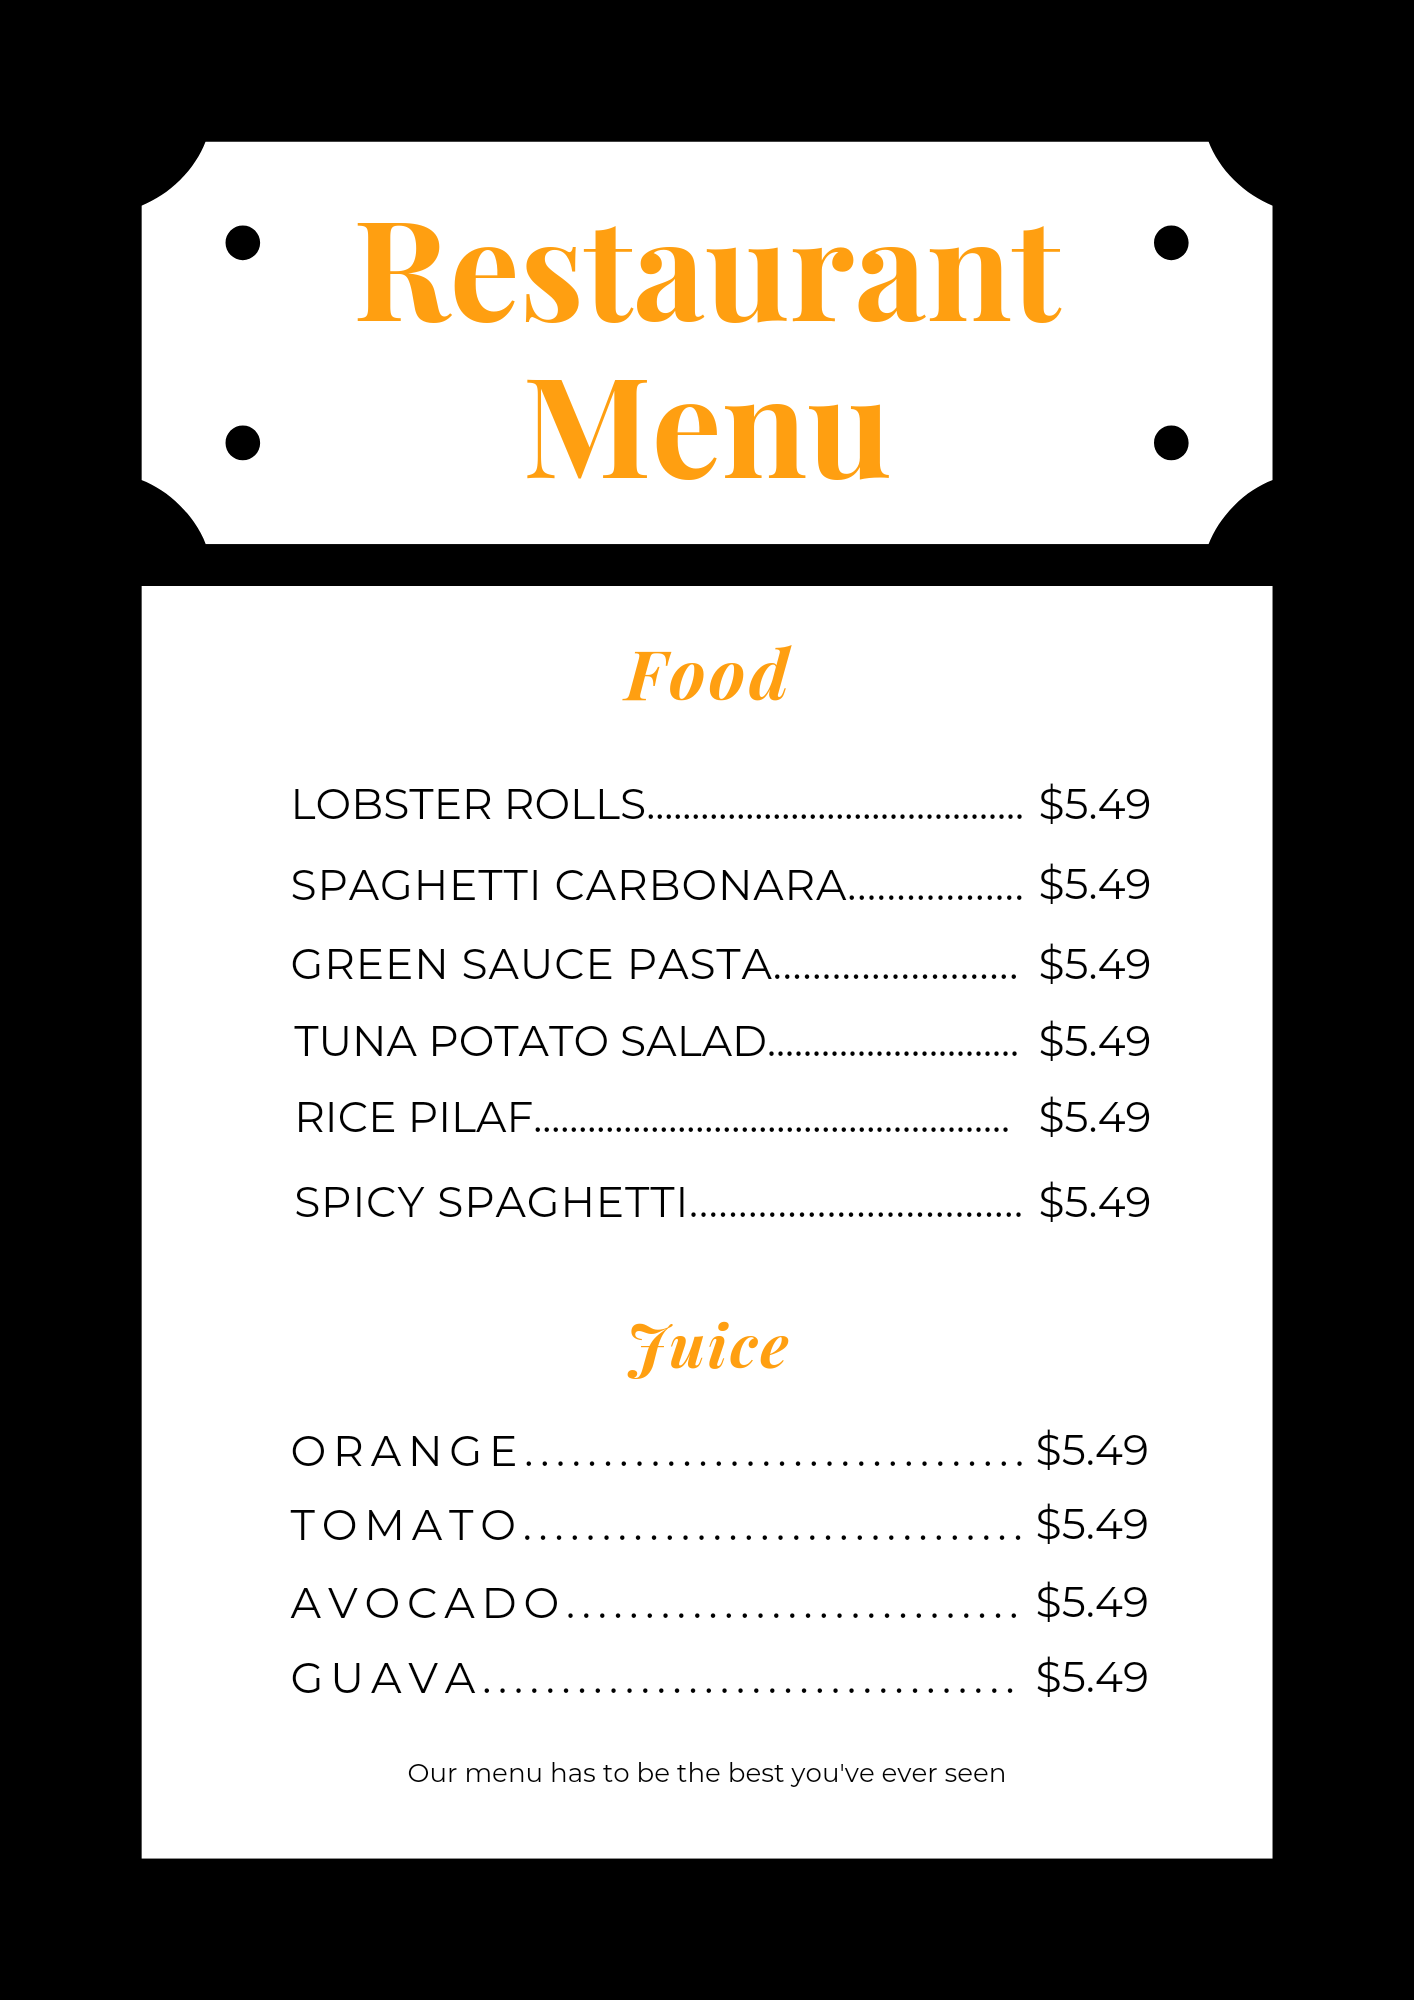 Restaurant
Menu
Food
LOBSTER ROLLS.......................................... $5.49
SPAGHETTI CARBONARA.................. $5.49
GREEN SAUCE PASTA......................... $5.49
TUNA POTATO SALAD............................ $5.49
RICE PILAF..................................................... $5.49
SPICY SPAGHETTI.................................. $5.49
Juice
ORANGE................................ $5.49
TOMATO................................ $5.49
AVOCADO............................. $5.49
GUAVA.................................. $5.49
Our menu has to be the best you've ever seen